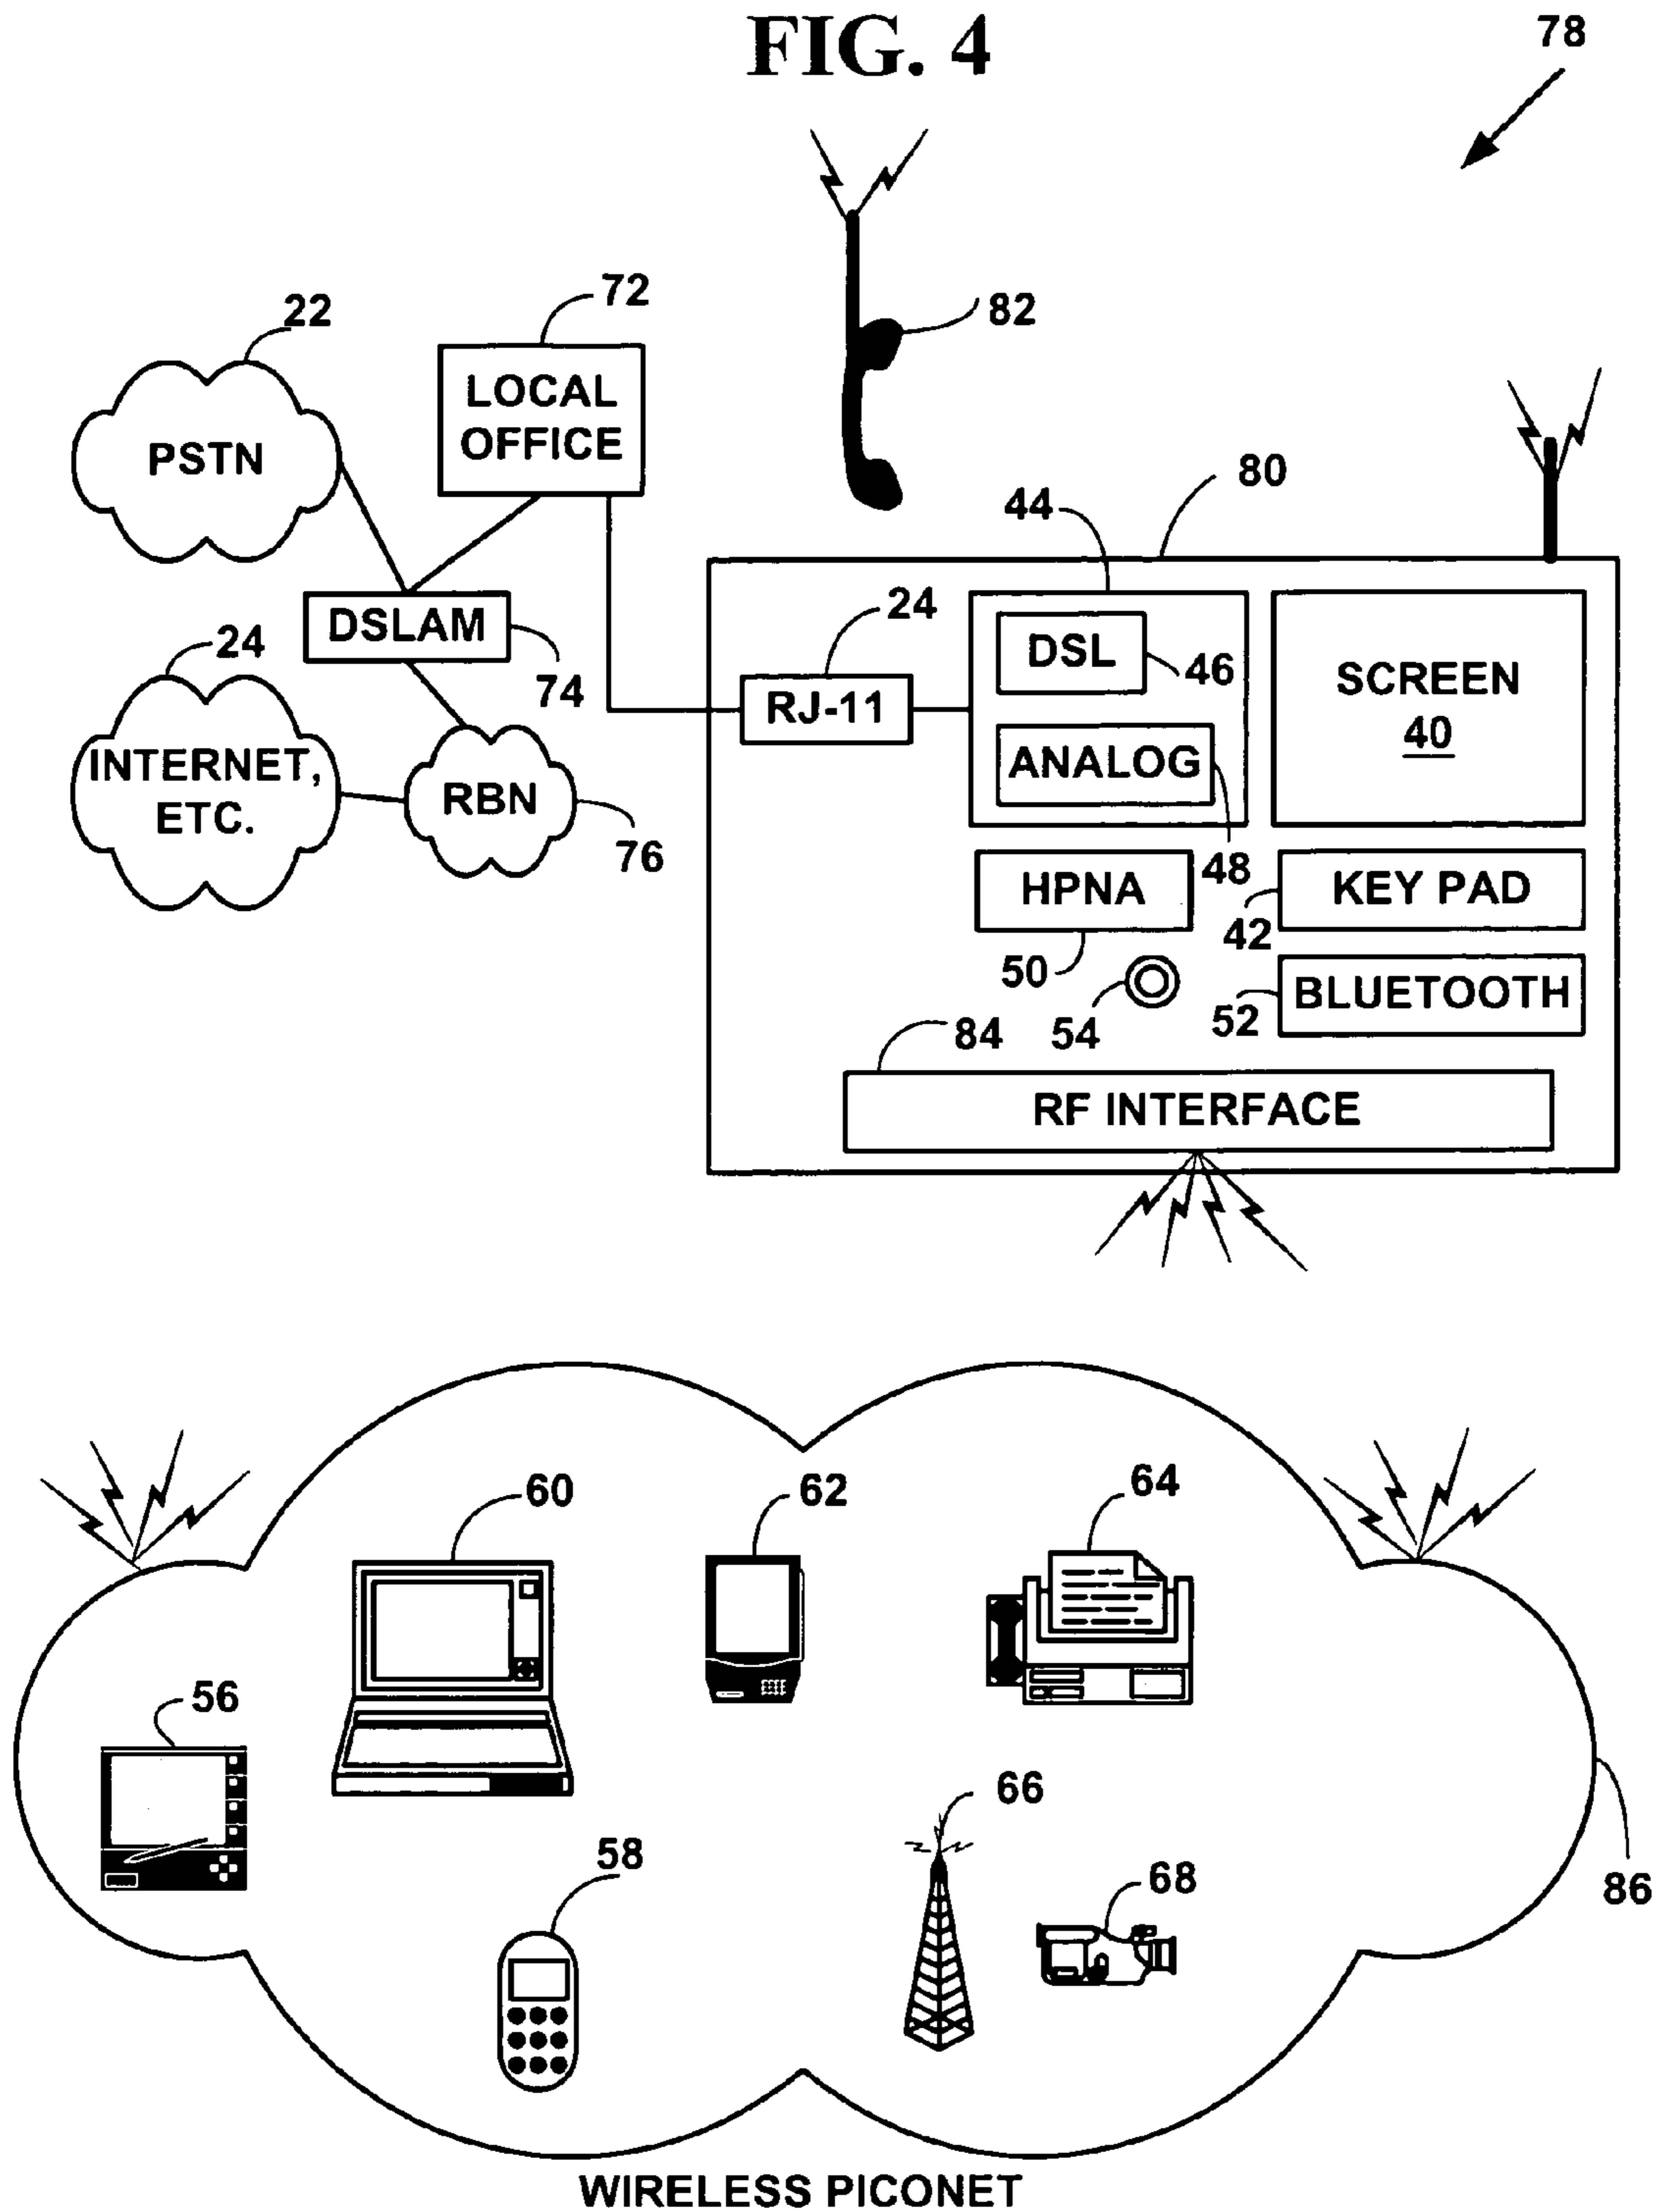 FIG. 4
78
72
22
82
LOCAL
OFFICE
PSTN
80
44
24
DSLAM
24
DSL
46
74
RJ-11
SCREEN
40
INTERNET,
ETC.
RBN
ANALOG
76
48
HPNA
KEY PAD
42
50
54
BLUETOOTH
52
84
RF INTERFACE
60
62
64
56
66
58
68
86
WIRELESS PICONET